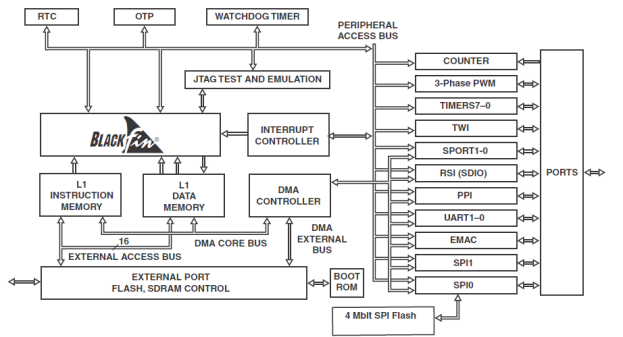 RTC
OTP
WATCHDOG TIMER
PERIPHERAL
ACCESS BUS
JTAG TEST AND EMULATION
BLACKfin®
INTERRUPT
CONTROLLER
L1
INSTRUCTION
MEMORY
L1
DATA
MEMORY
DMA
CONTROLLER
16
DMA CORE BUS
EXTERNAL ACCESS BUS
DMA
EXTERNAL
BUS
EXTERNAL PORT
FLASH, SDRAM CONTROL
BOOT
ROM
COUNTER
3-Phase PWM
TIMERS7–0
TWI
SPORT1-0
RSI (SDIO)
PPI
UART1–0
EMAC
SPI1
SPI0
PORTS
4 Mbit SPI Flash